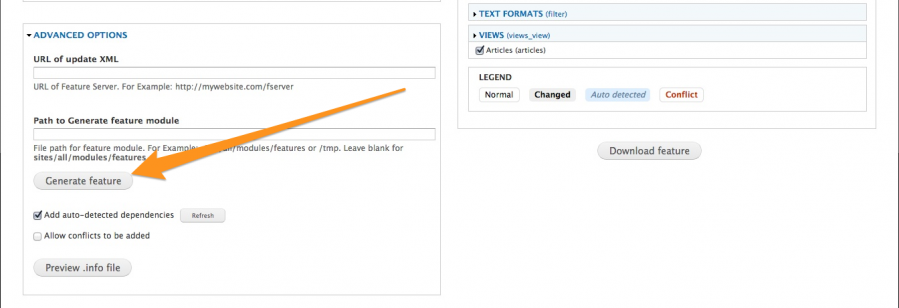 ADVANCED OPTIONS
URL of update XML
URL of Feature Server. For Example: http://mywebsite.com/fserver
Path to Generate feature module
File path for feature module. For Example: all/modules/features or /tmp. Leave blank for
sites/all/modules/features
Generate feature
Add auto-detected dependencies Refresh
Allow conflicts to be added
Preview .info file
TEXT FORMATS (filter)
VIEWS (views_view)
Articles (articles)
LEGEND
Normal Changed Auto detected Conflict
Download feature